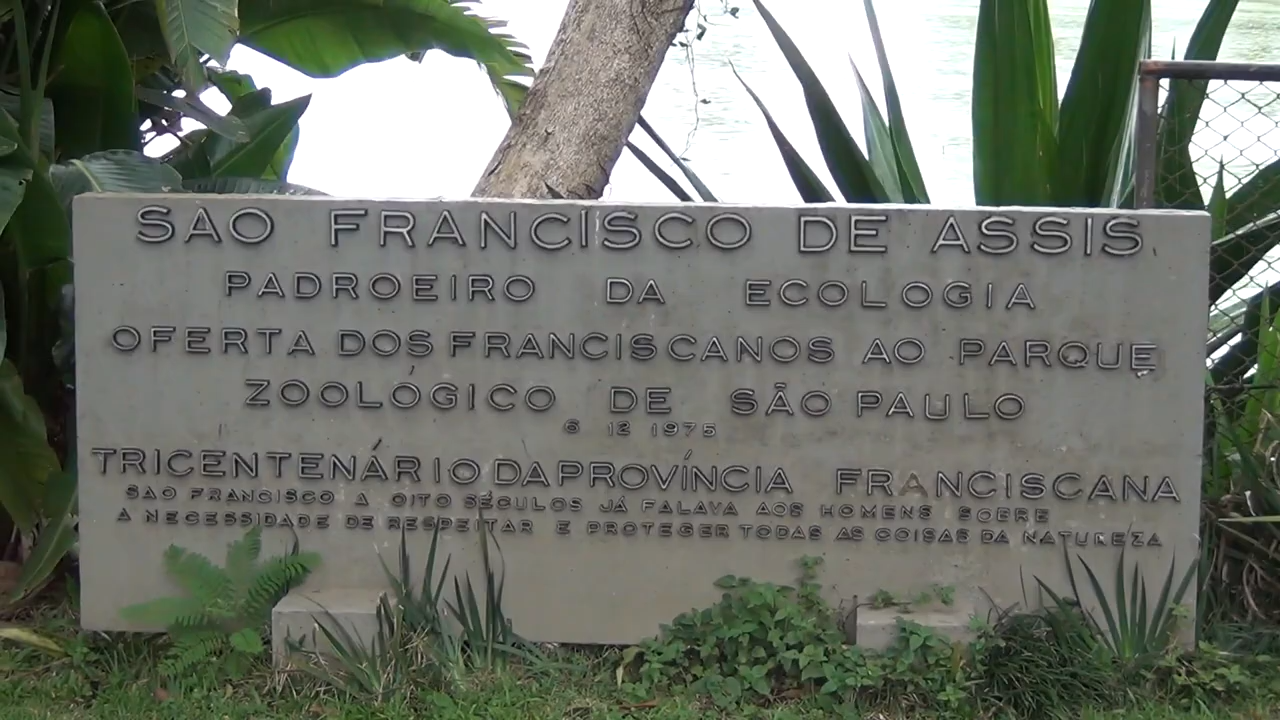 SAO FRANCISCO DE ASSIS
PADROEIRO DA ECOLOGIA
OFERTA DOS FRANCISCANOS AO PARQUE
ZOOLÓGICO DE SÃO PAULO
6 12 1975
TRICENTENÁRIO DA PROVÍNCIA FRANCISCANA
SAO FRANCISCO A OITO SÉCULOS JÁ FALAVA AOS HOMENS SOBRE
A NECESSIDADE DE RESPEITAR E PROTEGER TODAS AS COISAS DA NATUREZA